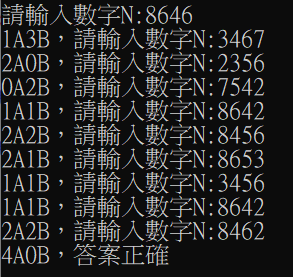 請輸入數字N:8646
1A3B，請輸入數字N:3467
2A0B，請輸入數字N:2356
0A2B，請輸入數字N:7542
1A1B，請輸入數字N:8642
2A2B，請輸入數字N:8456
2A1B，請輸入數字N:8653
1A1B，請輸入數字N:3456
1A1B，請輸入數字N:8642
2A2B，請輸入數字N:8462
4A0B，答案正確